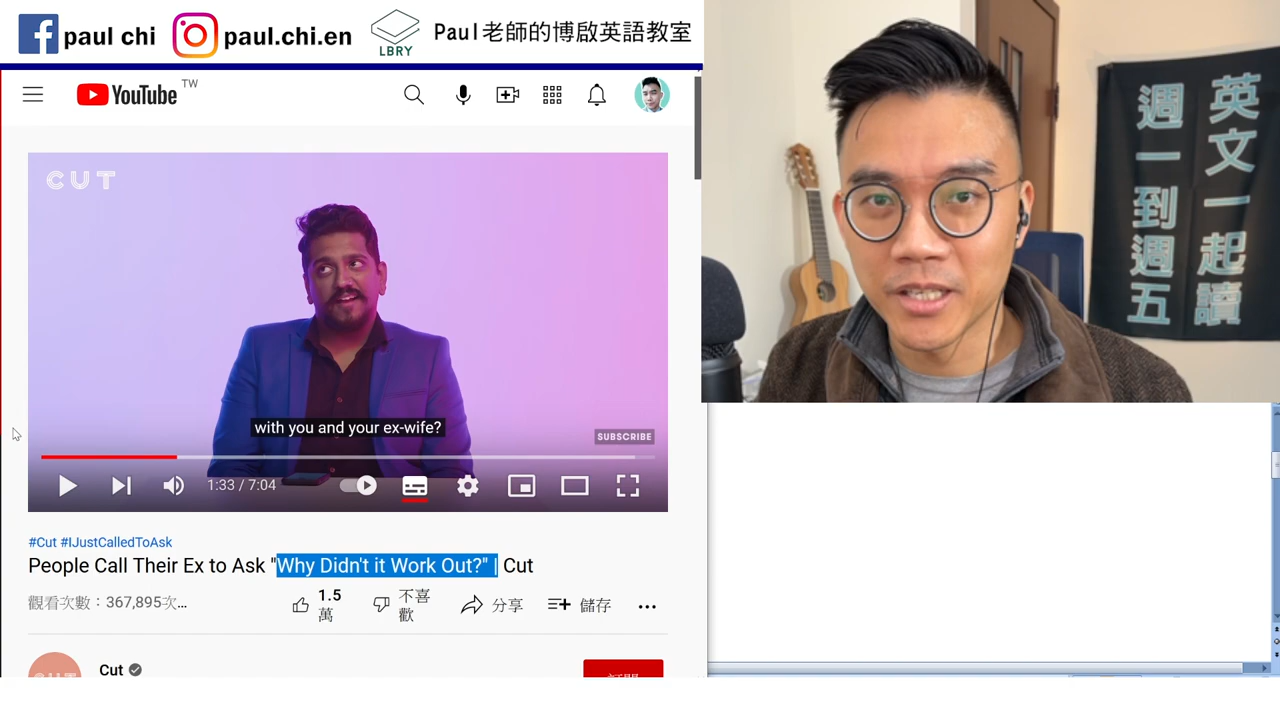 paul chi
paul.chi.en
LBRY
Paul老師的博啟英語教室
YouTube TW
CUT
with you and your ex-wife?
SUBSCRIBE
1:33 / 7:04
#Cut #IJustCalledToAsk
People Call Their Ex to Ask "Why Didn't it Work Out?" | Cut
觀看次數：367,895次...
1.5萬
不喜歡
分享
儲存
Cut
英文一起讀
週一到週五